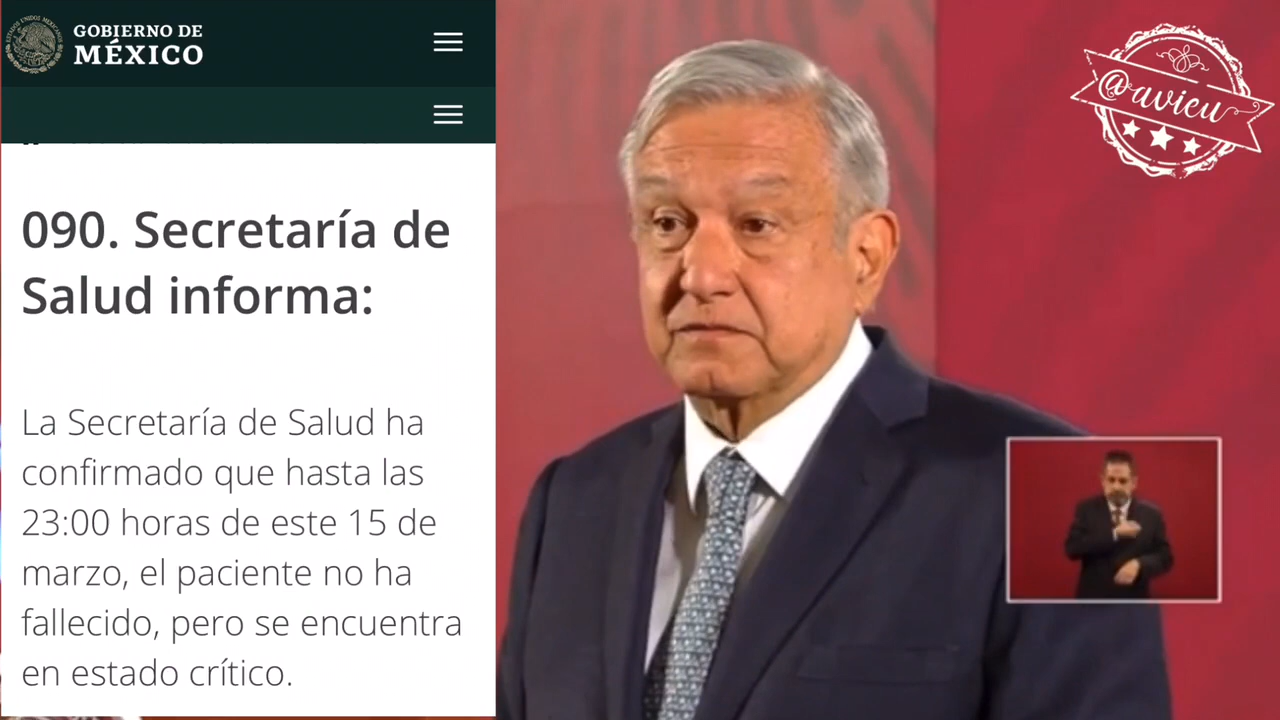 GOBIERNO DE
MÉXICO
090. Secretaría de
Salud informa:
La Secretaría de Salud ha
confirmado que hasta las
23:00 horas de este 15 de
marzo, el paciente no ha
fallecido, pero se encuentra
en estado crítico.
@avieu